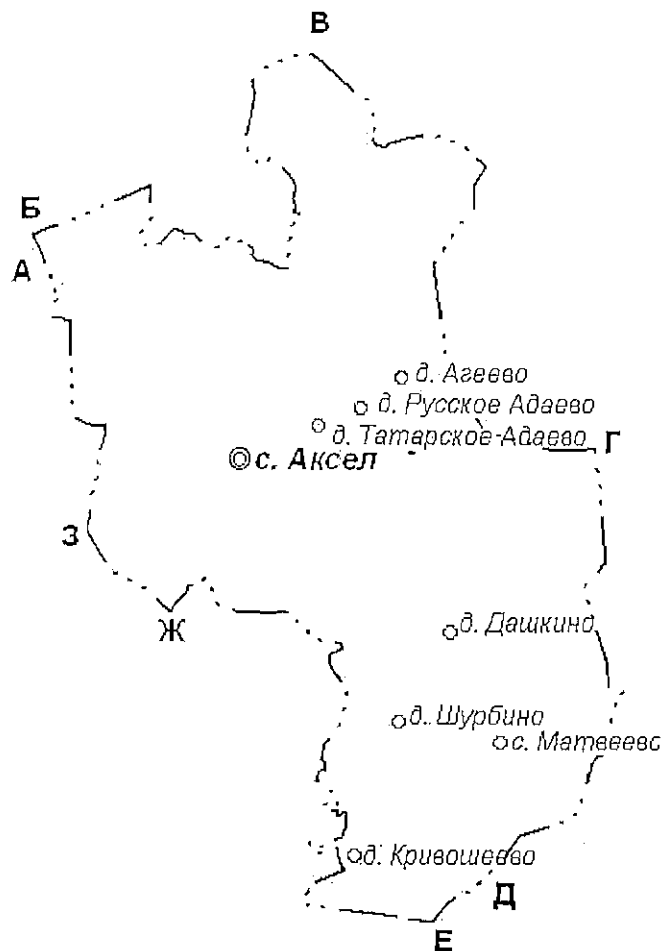 В
Б
А
д. Агеево
д. Русское Адаево
д. Татарское-Адаево
Г
с. Аксел
З
Ж
д. Дашкино
д. Шурбино
с. Матвеево
д. Кривошеево
Д
Е